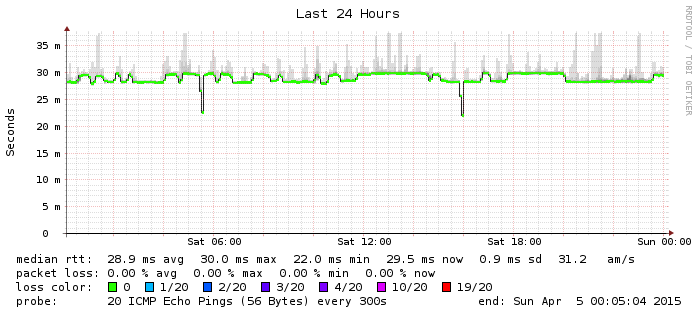 Last 24 Hours
RRDTOOL / TOBI OETIKER
Seconds
35 m
30 m
25 m
20 m
15 m
10 m
5 m
0
Sat 06:00 Sat 12:00 Sat 18:00 Sun 00:00
median rtt: 28.9 ms avg 30.0 ms max 22.0 ms min 29.5 ms now 0.9 ms sd 31.2 am/s
packet loss: 0.00 % avg 0.00 % max 0.00 % min 0.00 % now
loss color: 0 1/20 2/20 3/20 4/20 10/20 19/20
probe: 20 ICMP Echo Pings (56 Bytes) every 300s end: Sun Apr 5 00:05:04 2015